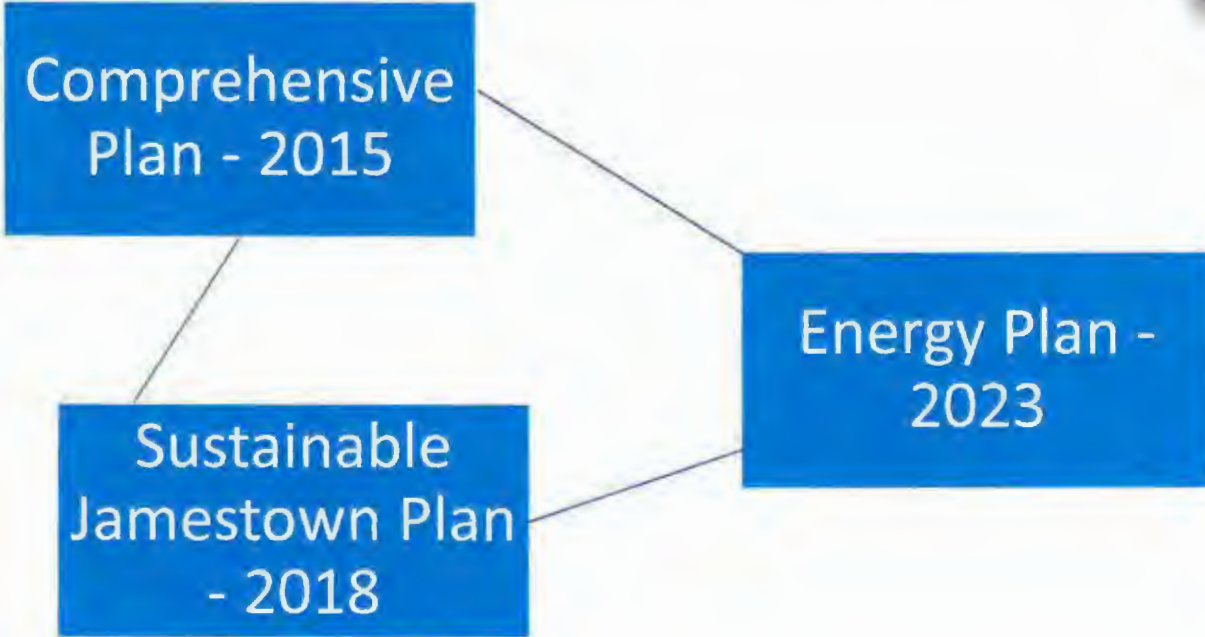 Comprehensive
Plan - 2015
Energy Plan -
2023
Sustainable
Jamestown Plan
- 2018